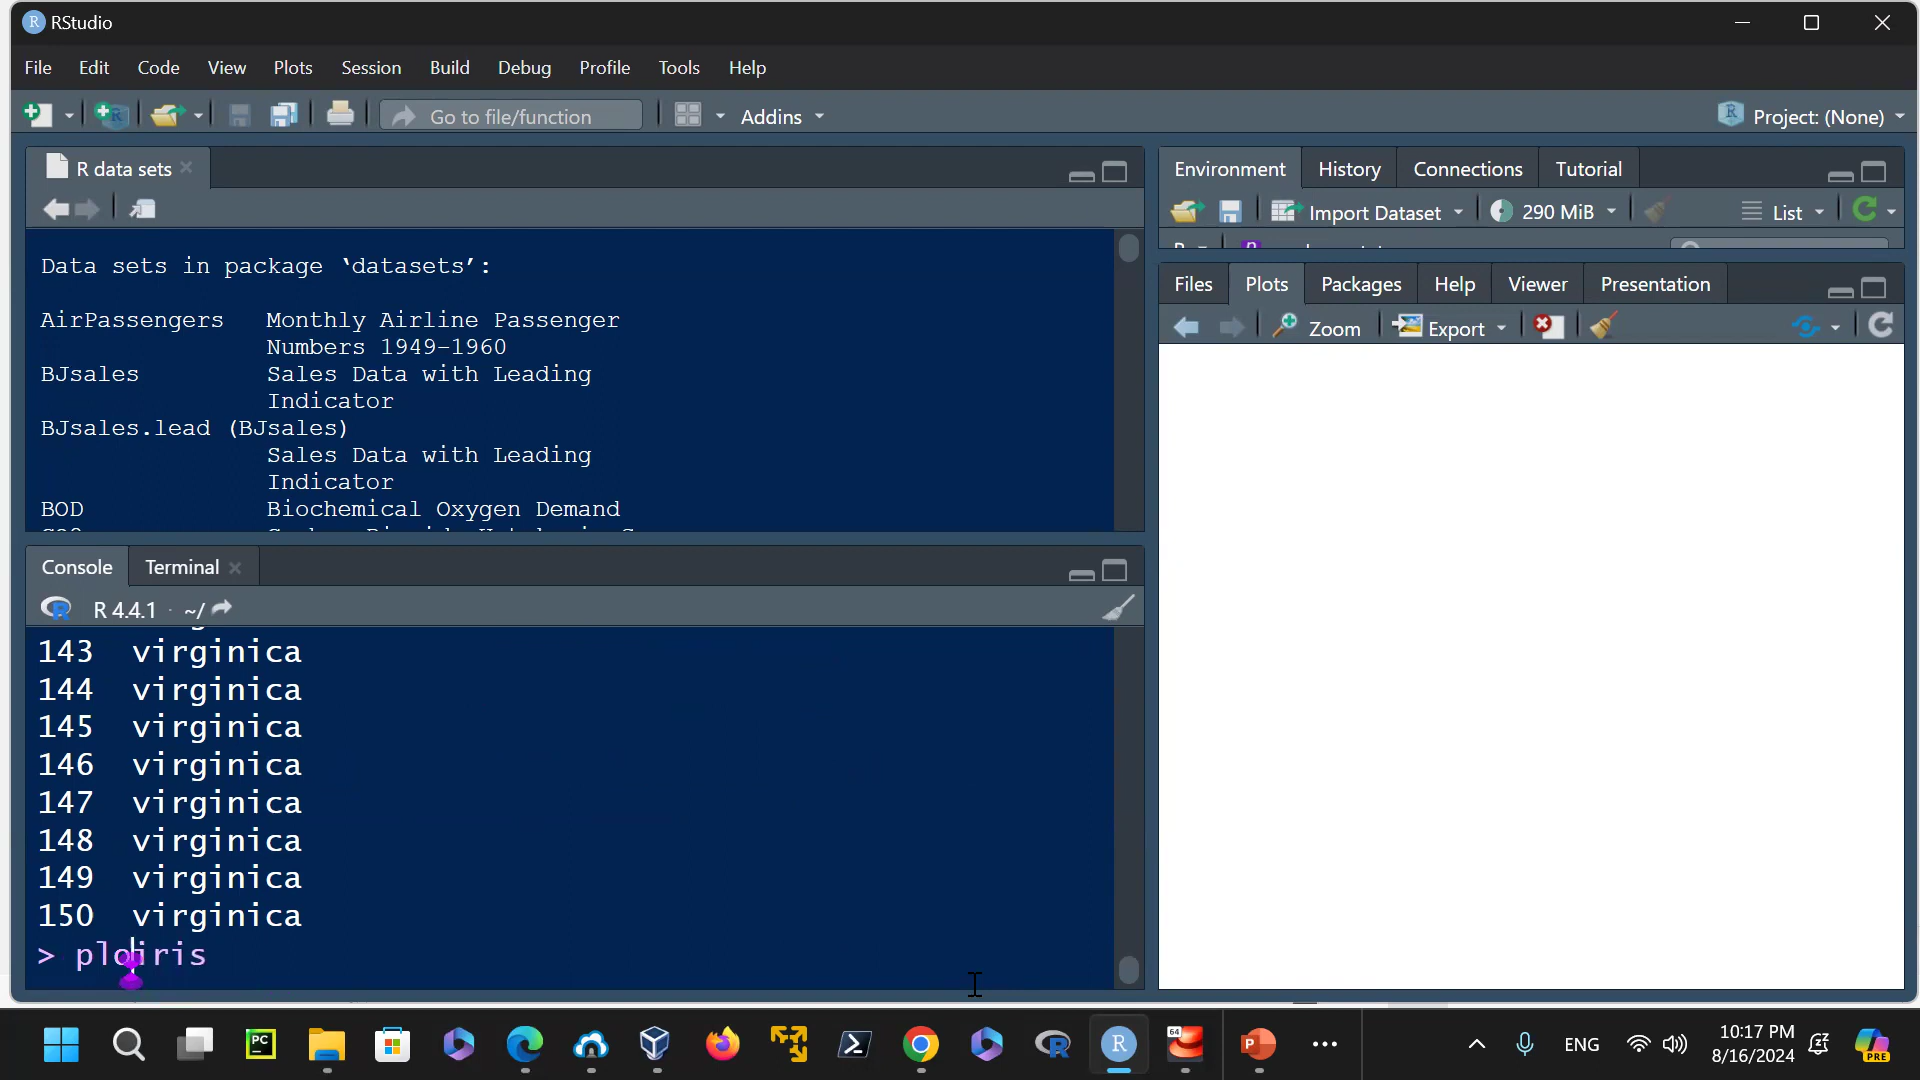 RStudio
File Edit Code View Plots Session Build Debug Profile Tools Help
Go to file/function Addins Project: (None)
R data sets
Data sets in package ‘datasets’:
AirPassengers Monthly Airline Passenger
Numbers 1949-1960
BJsales Sales Data with Leading
Indicator
BJsales.lead (BJsales)
Sales Data with Leading
Indicator
BOD Biochemical Oxygen Demand
Console Terminal
R 4.4.1 · ~/
143 virginica
144 virginica
145 virginica
146 virginica
147 virginica
148 virginica
149 virginica
150 virginica
> ploiris
Environment History Connections Tutorial
Import Dataset 290 MiB List
Files Plots Packages Help Viewer Presentation
Zoom Export
ENG 10:17 PM
8/16/2024
PC
64
PRE